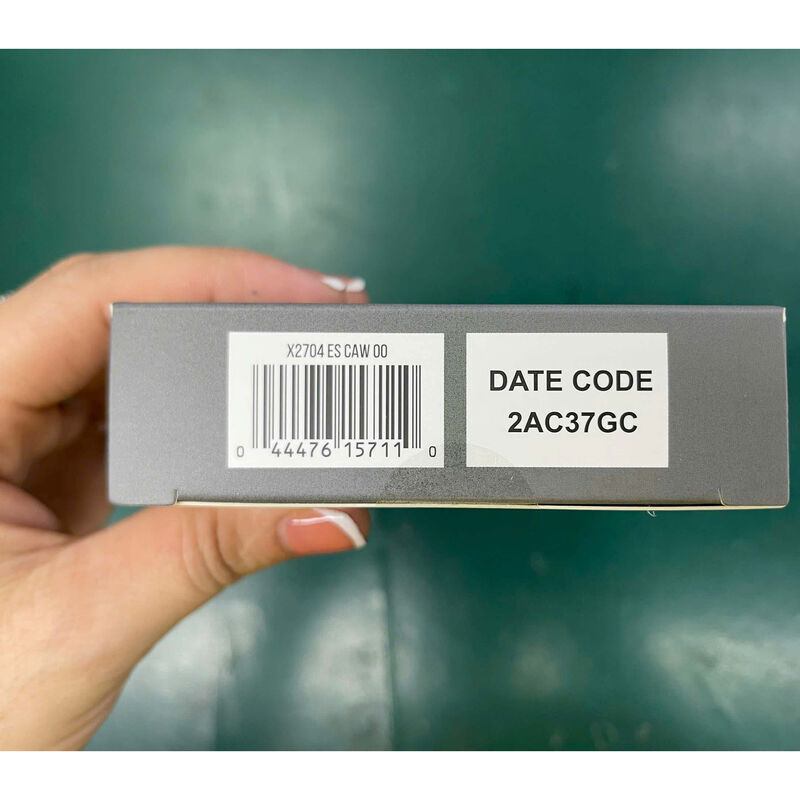 X2704 ES CAW 00
0 44476 15711 0
DATE CODE
2AC37GC